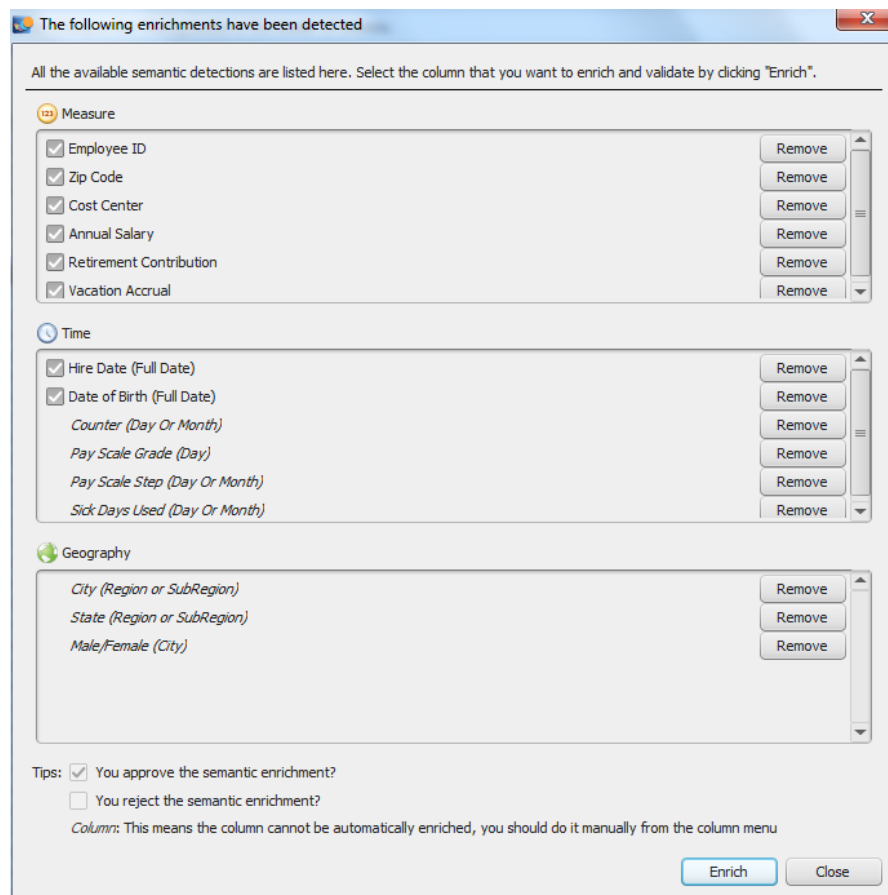 The following enrichments have been detected
All the available semantic detections are listed here. Select the column that you want to enrich and validate by clicking "Enrich".
123 Measure
Employee ID Remove
Zip Code Remove
Cost Center Remove
Annual Salary Remove
Retirement Contribution Remove
Vacation Accrual Remove
Time
Hire Date (Full Date) Remove
Date of Birth (Full Date) Remove
Counter (Day Or Month) Remove
Pay Scale Grade (Day) Remove
Pay Scale Step (Day Or Month) Remove
Sick Days Used (Day Or Month) Remove
Geography
City (Region or SubRegion) Remove
State (Region or SubRegion) Remove
Male/Female (City) Remove
Tips: You approve the semantic enrichment?
You reject the semantic enrichment?
Column: This means the column cannot be automatically enriched, you should do it manually from the column menu
Enrich Close